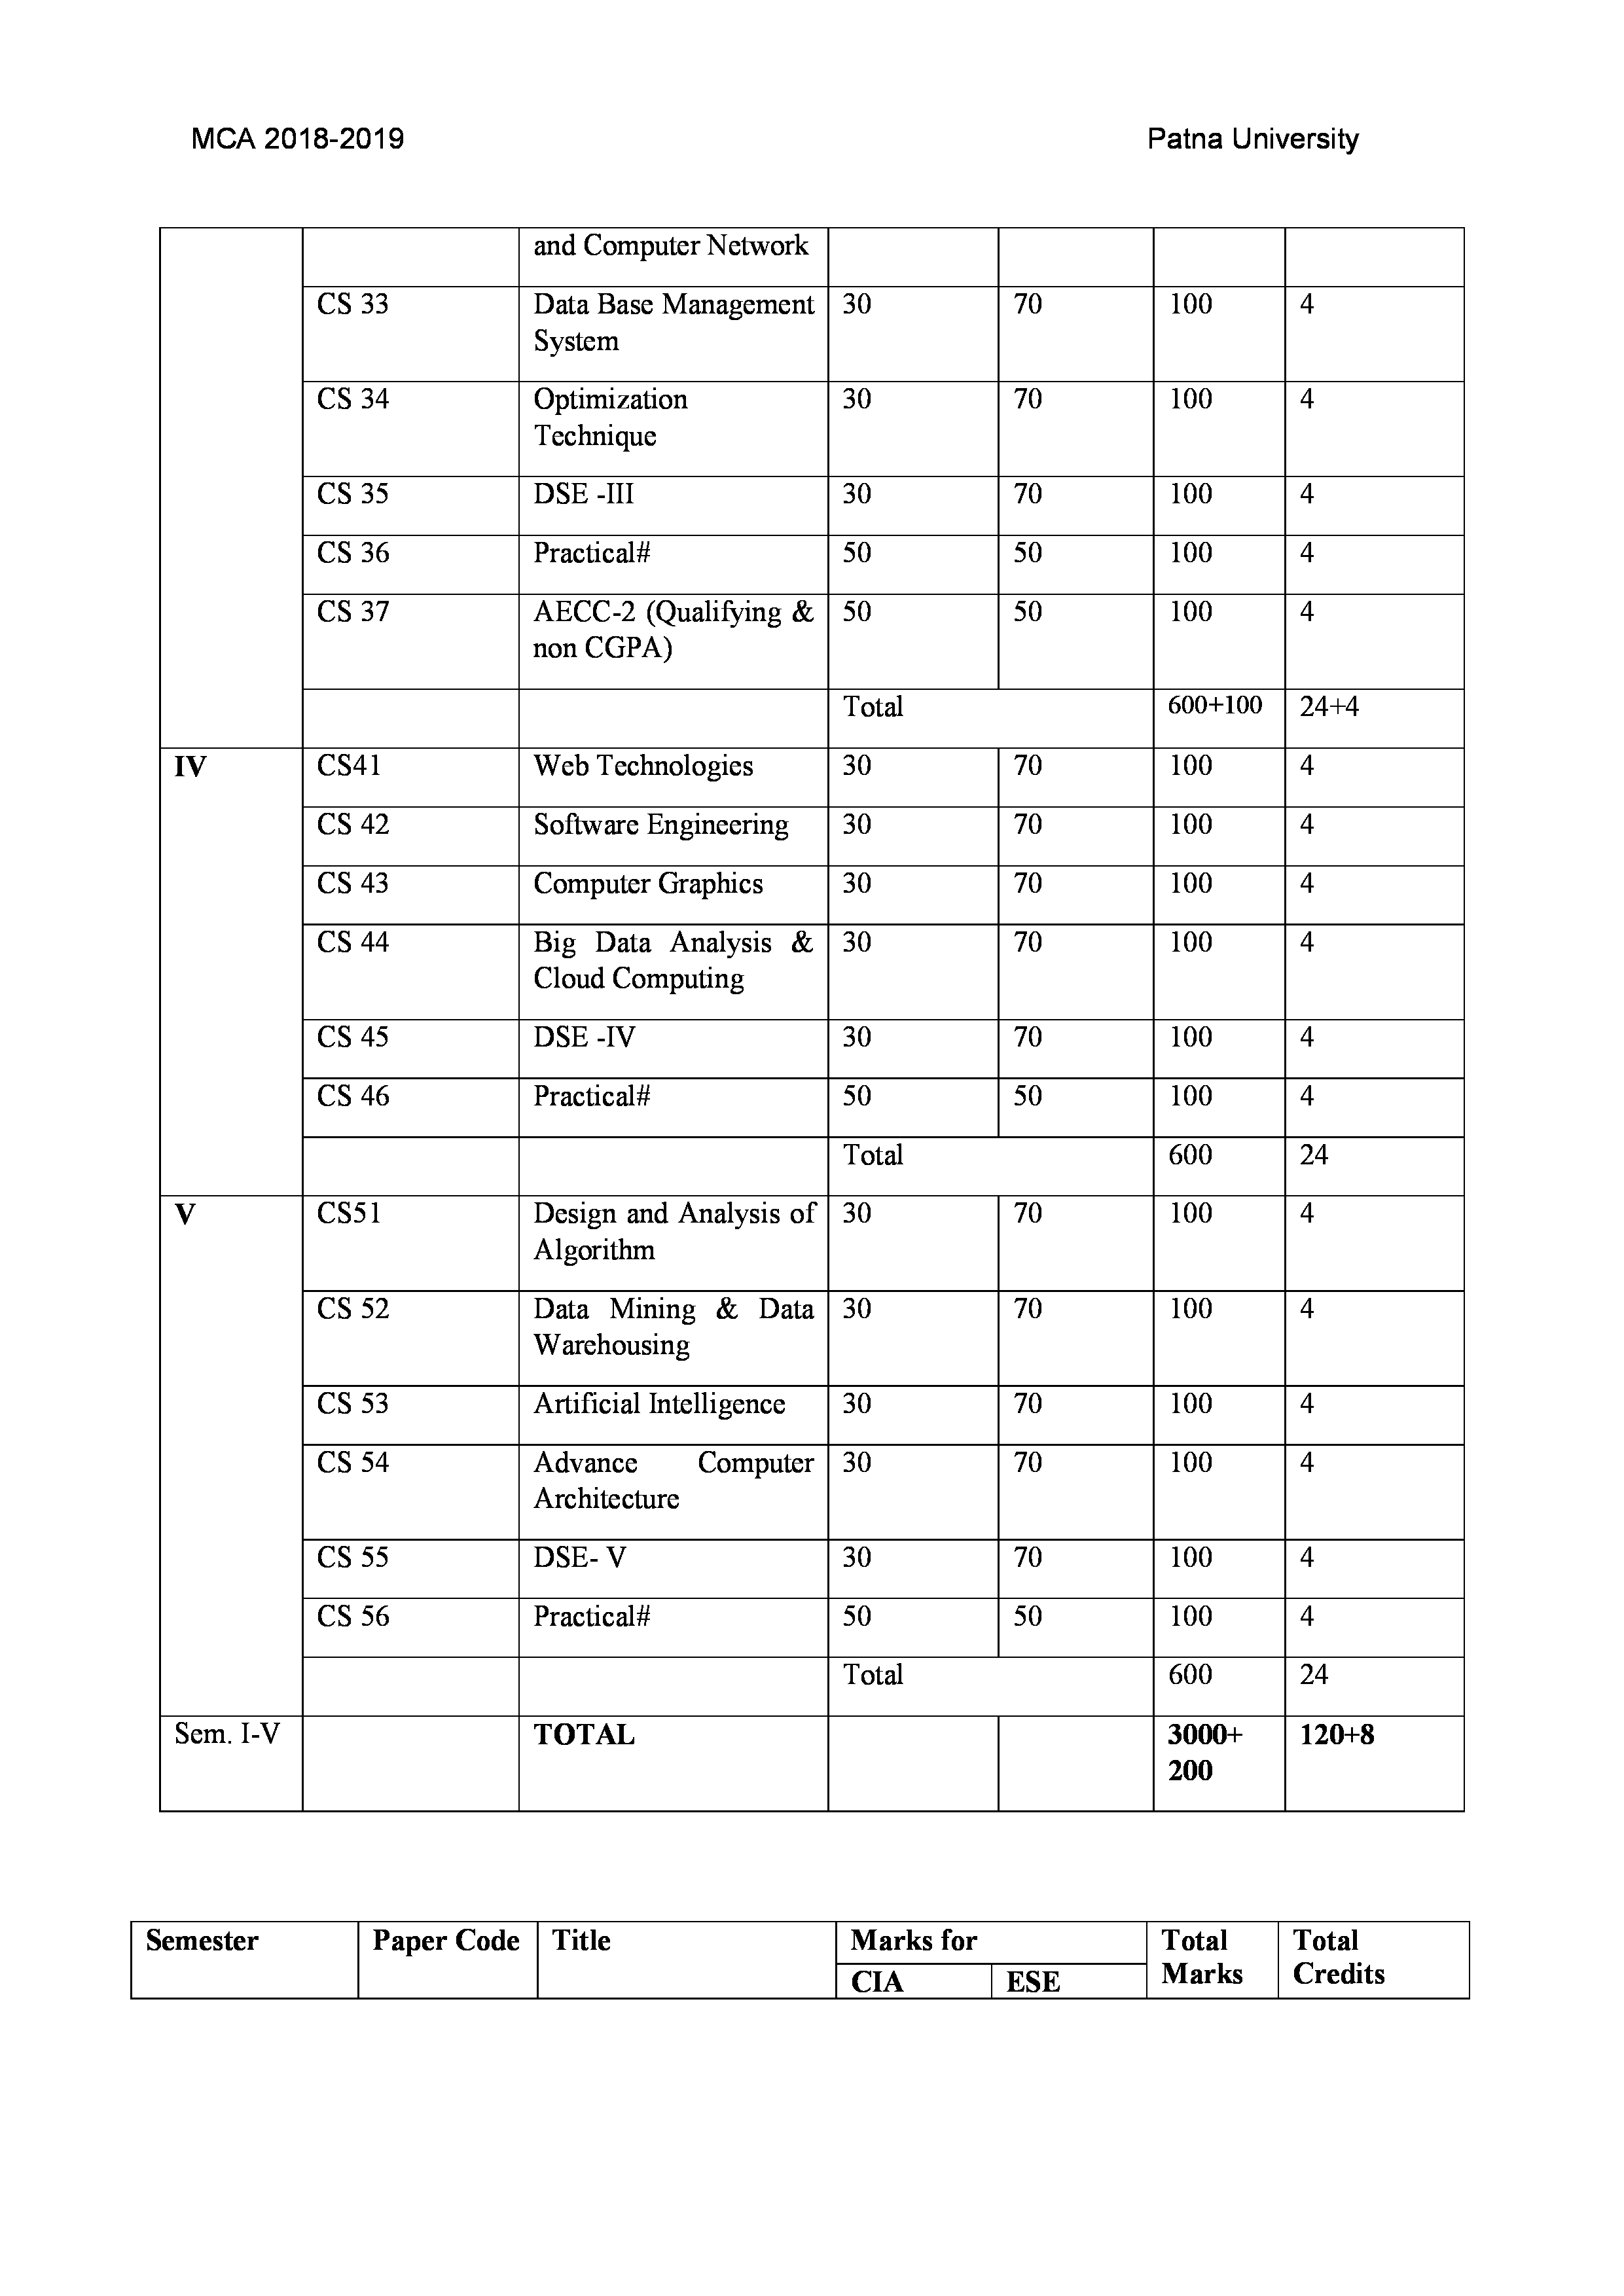 MCA 2018-2019 Patna University
and Computer Network
CS 33 Data Base Management 30 70 100 4
System
CS 34 Optimization 30 70 100 4
Technique
CS 35 DSE -III 30 70 100 4
CS 36 Practical# 50 50 100 4
CS 37 AECC-2 (Qualifying & 50 50 100 4
non CGPA)
Total 600+100 24+4
IV CS41 Web Technologies 30 70 100 4
CS 42 Software Engineering 30 70 100 4
CS 43 Computer Graphics 30 70 100 4
CS 44 Big Data Analysis & 30 70 100 4
Cloud Computing
CS 45 DSE -IV 30 70 100 4
CS 46 Practical# 50 50 100 4
Total 600 24
V CS51 Design and Analysis of 30 70 100 4
Algorithm
CS 52 Data Mining & Data 30 70 100 4
Warehousing
CS 53 Artificial Intelligence 30 70 100 4
CS 54 Advance Computer 30 70 100 4
Architecture
CS 55 DSE- V 30 70 100 4
CS 56 Practical# 50 50 100 4
Total 600 24
Sem. I-V TOTAL 3000+ 120+8
200
Semester Paper Code Title Marks for Total Total
Marks Credits
CIA ESE